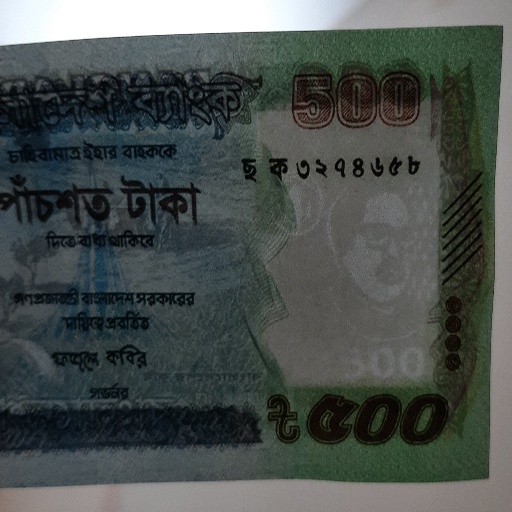 বাংলাদেশ ব্যাংক
500
চাহিবামাত্র ইহার বাহককে
ছ ক ৩২৭৪৬৫৮
পাঁচশত টাকা
দিতে বাধ্য থাকিবে
গণপ্রজাতন্ত্রী বাংলাদেশ সরকারের
দায়িত্বে প্রবর্তিত
ফজলে কবির
গভর্নর
500
৳৫০০